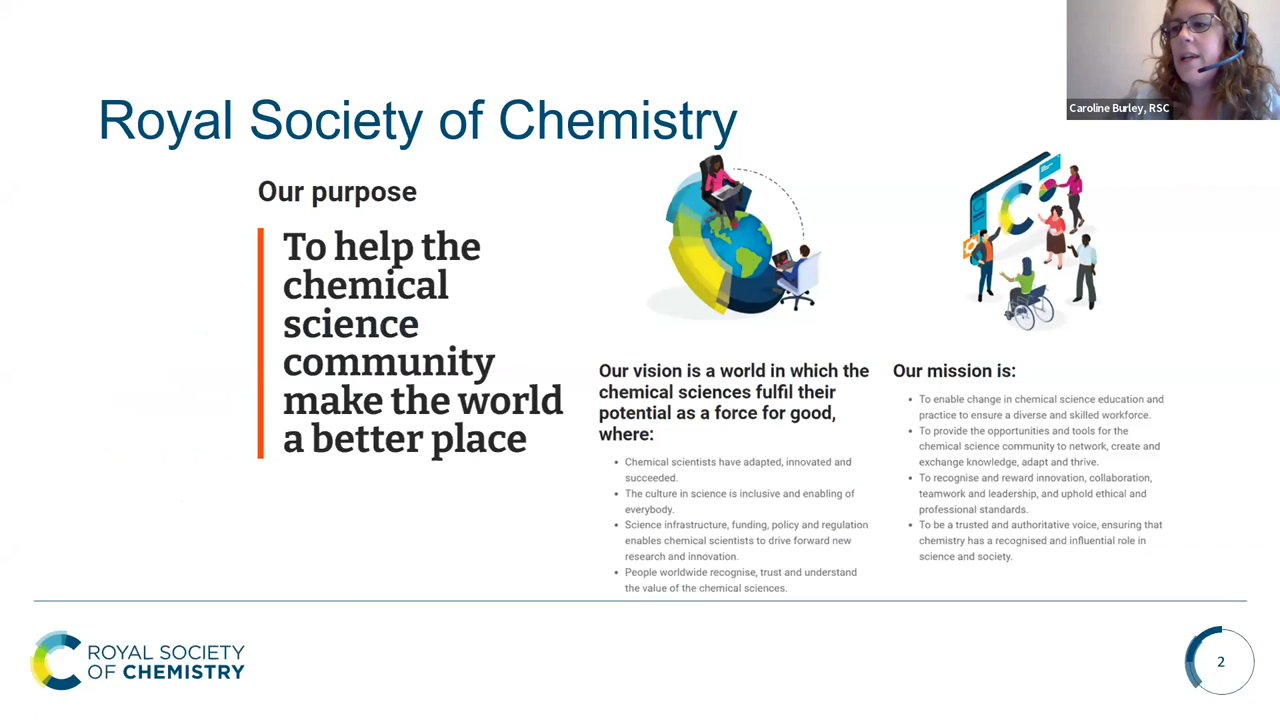 Caroline Burley, RSC
Royal Society of Chemistry
Our purpose
To help the
chemical
science
community
make the world
a better place
Our vision is a world in which the
chemical sciences fulfil their
potential as a force for good,
where:
• Chemical scientists have adapted, innovated and
succeeded.
• The culture in science is inclusive and enabling of
everybody.
• Science infrastructure, funding, policy and regulation
enables chemical scientists to drive forward new
research and innovation.
• People worldwide recognise, trust and understand
the value of the chemical sciences.
Our mission is:
• To enable change in chemical science education and
practice to ensure a diverse and skilled workforce.
• To provide the opportunities and tools for the
chemical science community to network, create and
exchange knowledge, adapt and thrive.
• To recognise and reward innovation, collaboration,
teamwork and leadership, and uphold ethical and
professional standards.
• To be a trusted and authoritative voice, ensuring that
chemistry has a recognised and influential role in
science and society.
ROYAL SOCIETY
OF CHEMISTRY
2